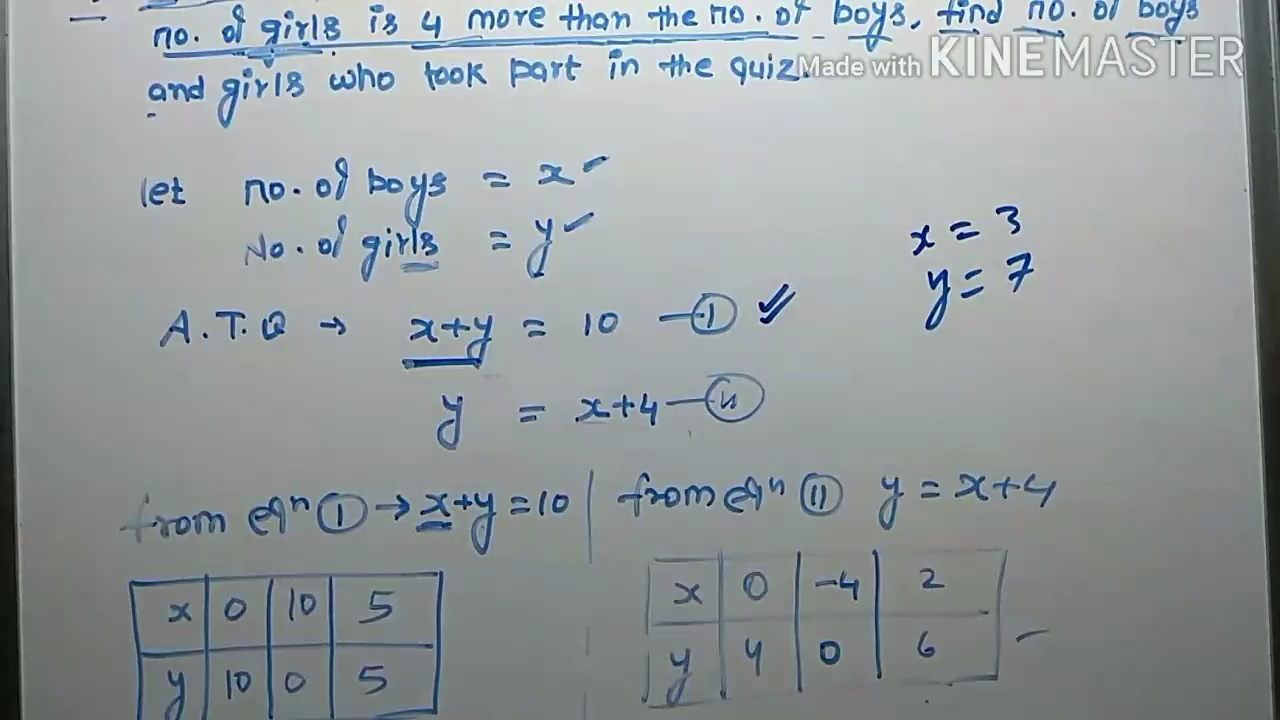 no. of girls is 4 more than the no. of boys, find no. of boys
and girls who took part in the quiz.
Made with KINEMASTER
let no. of boys = x
No. of girls = y
x = 3
y = 7
A.T.Q → x+y = 10 — I
y = x+4 — II
from eqⁿ I → x+y = 10
from eqⁿ II y = x+4
x 0 10 5
y 10 0 5
x 0 -4 2
y 4 0 6